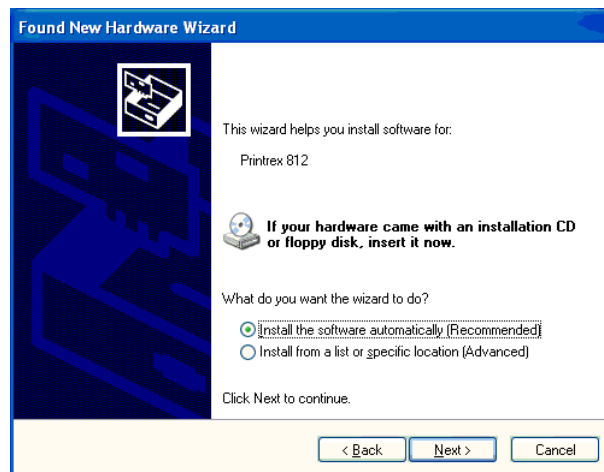 Found New Hardware Wizard
This wizard helps you install software for:
Printrex 812
If your hardware came with an installation CD
or floppy disk, insert it now.
What do you want the wizard to do?
Install the software automatically (Recommended)
Install from a list or specific location (Advanced)
Click Next to continue.
< Back Next > Cancel